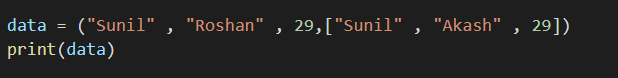 data = ("Sunil" , "Roshan" , 29,["Sunil" , "Akash" , 29])
print(data)